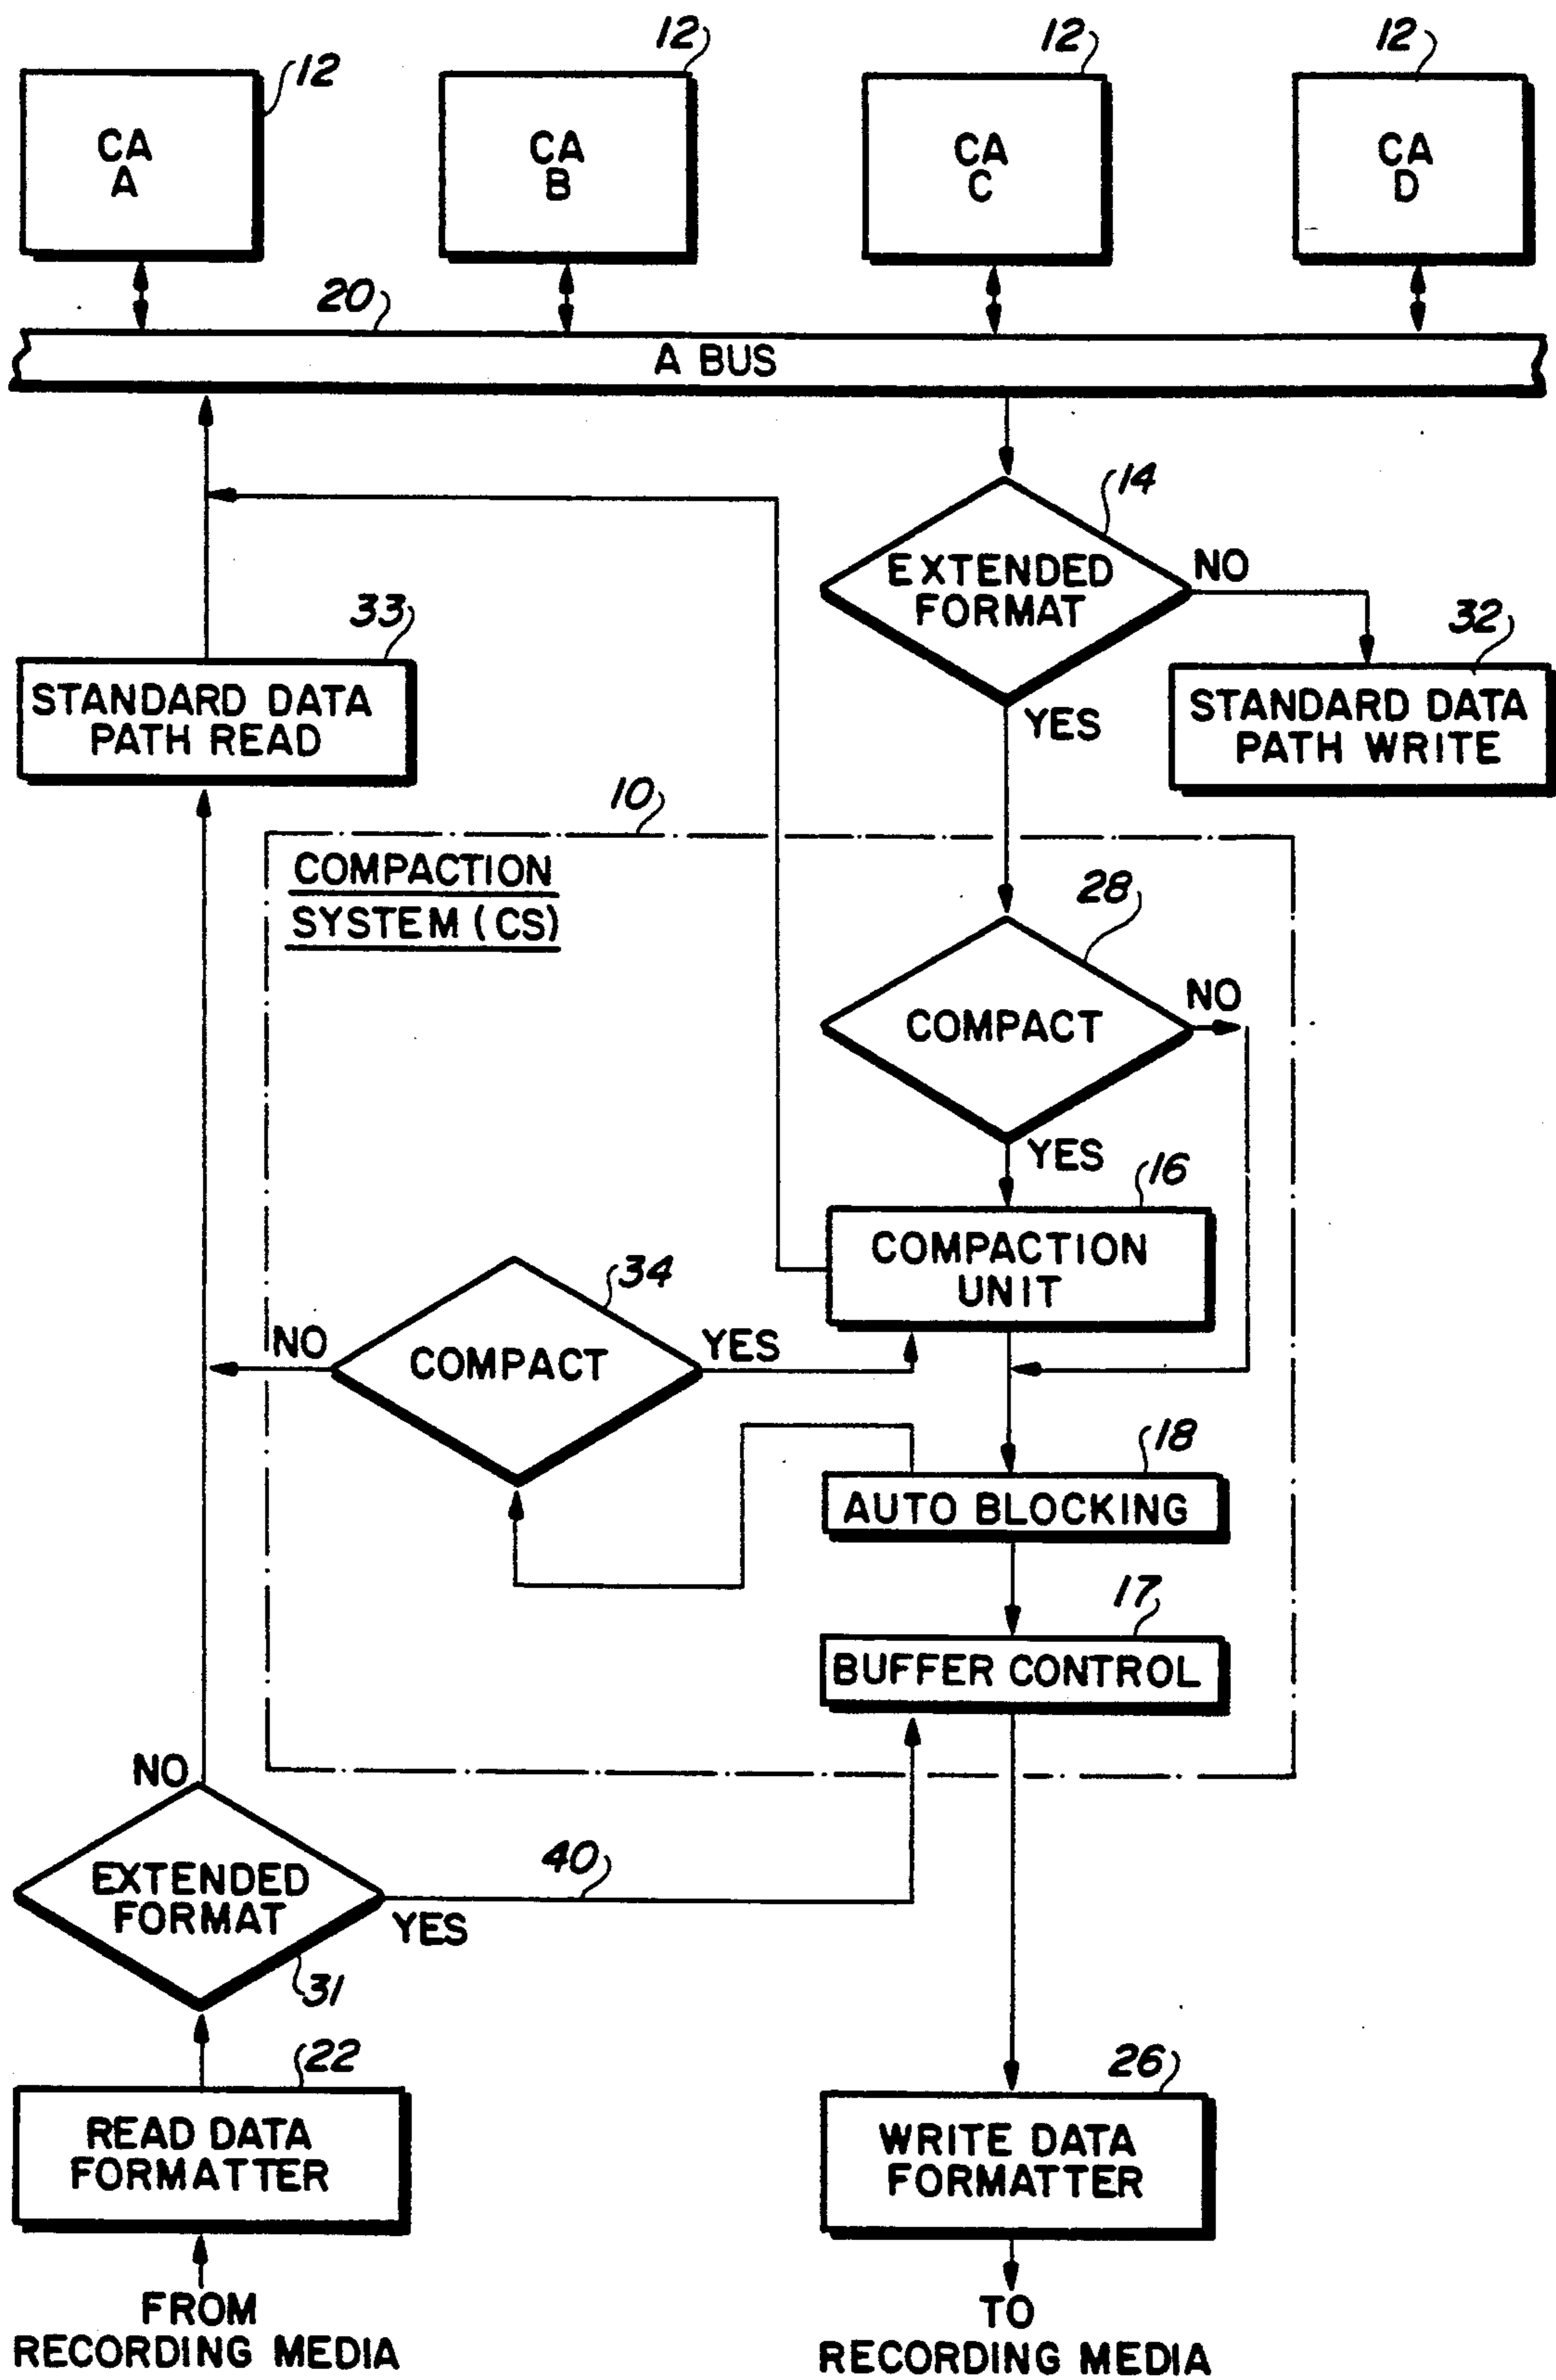 12
12
12
12
CA
A
CA
B
CA
C
CA
D
20
A BUS
14
EXTENDED
FORMAT
NO
YES
33
STANDARD DATA
PATH READ
32
STANDARD DATA
PATH WRITE
10
COMPACTION
SYSTEM (CS)
28
COMPACT
NO
YES
16
COMPACTION
UNIT
34
NO
COMPACT
YES
18
AUTO BLOCKING
17
BUFFER CONTROL
NO
EXTENDED
FORMAT
YES
40
31
22
READ DATA
FORMATTER
26
WRITE DATA
FORMATTER
FROM
RECORDING MEDIA
TO
RECORDING MEDIA